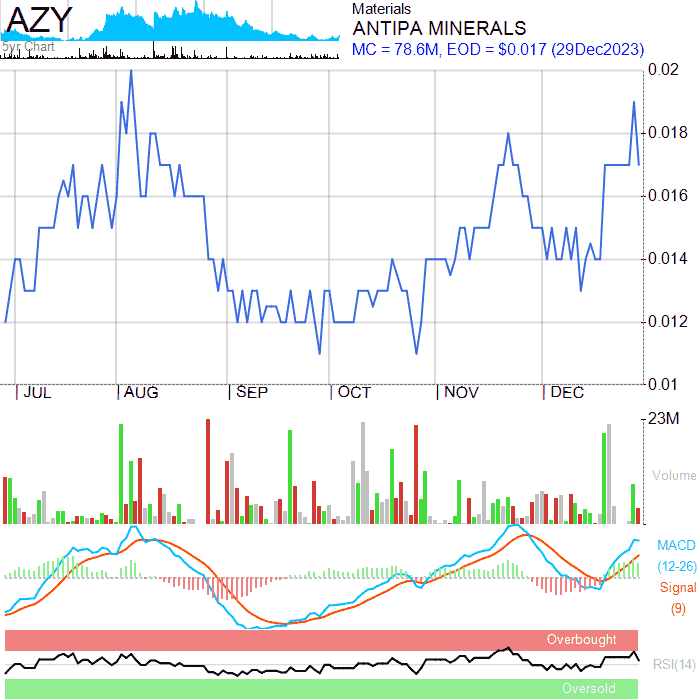 AZY
5yr Chart
Materials
ANTIPA MINERALS
MC = 78.6M, EOD = $0.017 (29Dec2023)
0.02
0.018
0.016
0.014
0.012
0.01
JUL AUG SEP OCT NOV DEC
23M
Volume
MACD
(12-26)
Signal
(9)
Overbought
RSI(14)
Oversold